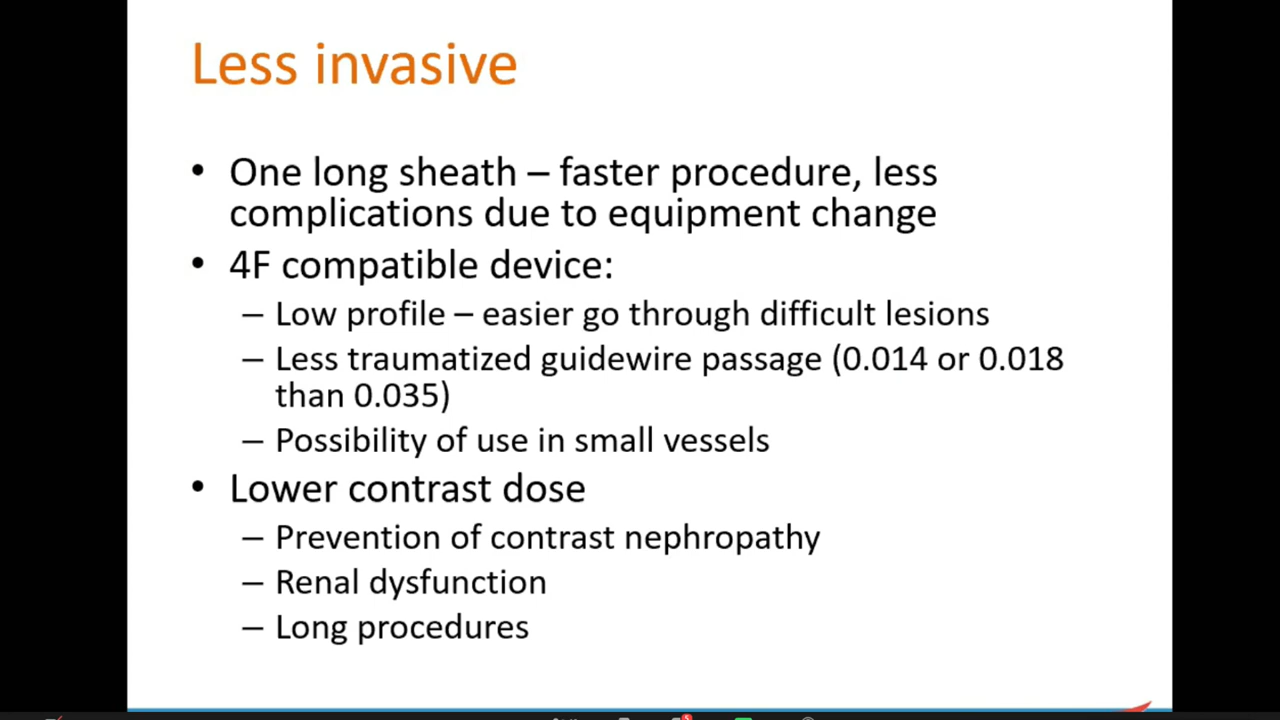 Less invasive
• One long sheath – faster procedure, less
complications due to equipment change
• 4F compatible device:
– Low profile – easier go through difficult lesions
– Less traumatized guidewire passage (0.014 or 0.018
than 0.035)
– Possibility of use in small vessels
• Lower contrast dose
– Prevention of contrast nephropathy
– Renal dysfunction
– Long procedures